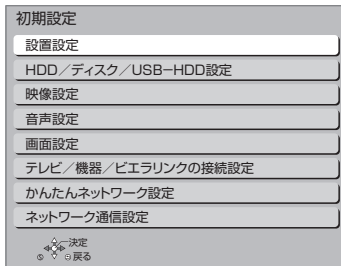 初期設定
設置設定
HDD／ディスク／USB－HDD設定
映像設定
音声設定
画面設定
テレビ／機器／ビエラリンクの接続設定
かんたんネットワーク設定
ネットワーク通信設定
決定
戻る